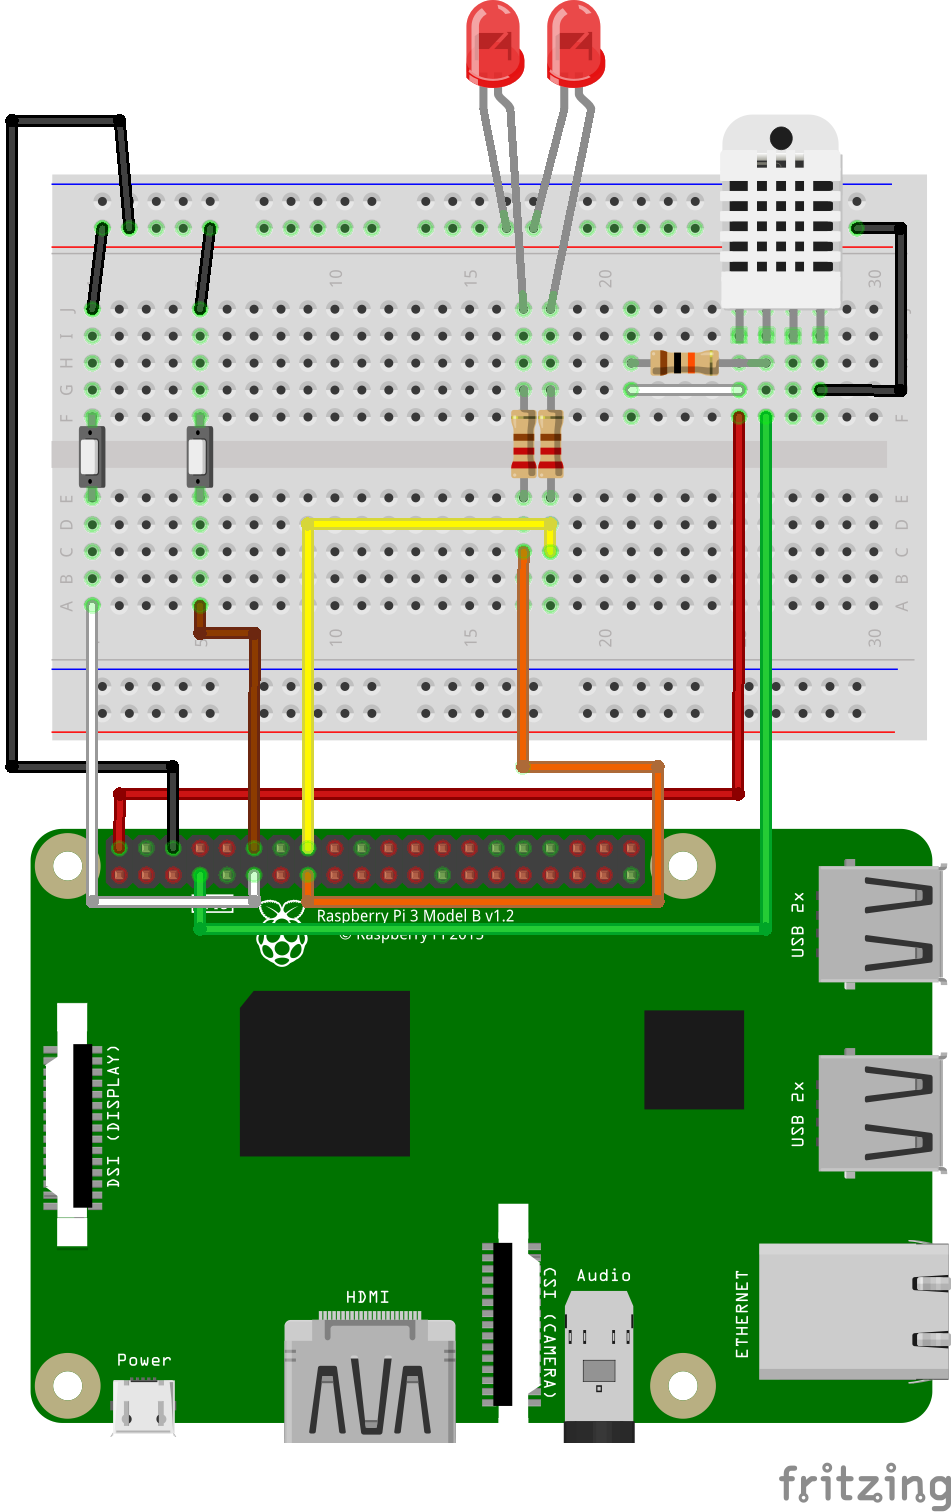 10
15
20
30
J
I
H
G
F
F
E
D
C
B
A
E
D
C
B
A
5
10
15
20
30
Raspberry Pi 3 Model B v1.2
© Raspberry Pi 2015
USB 2x
DSI (DISPLAY)
USB 2x
CSI (CAMERA)
Audio
HDMI
ETHERNET
Power
fritzing